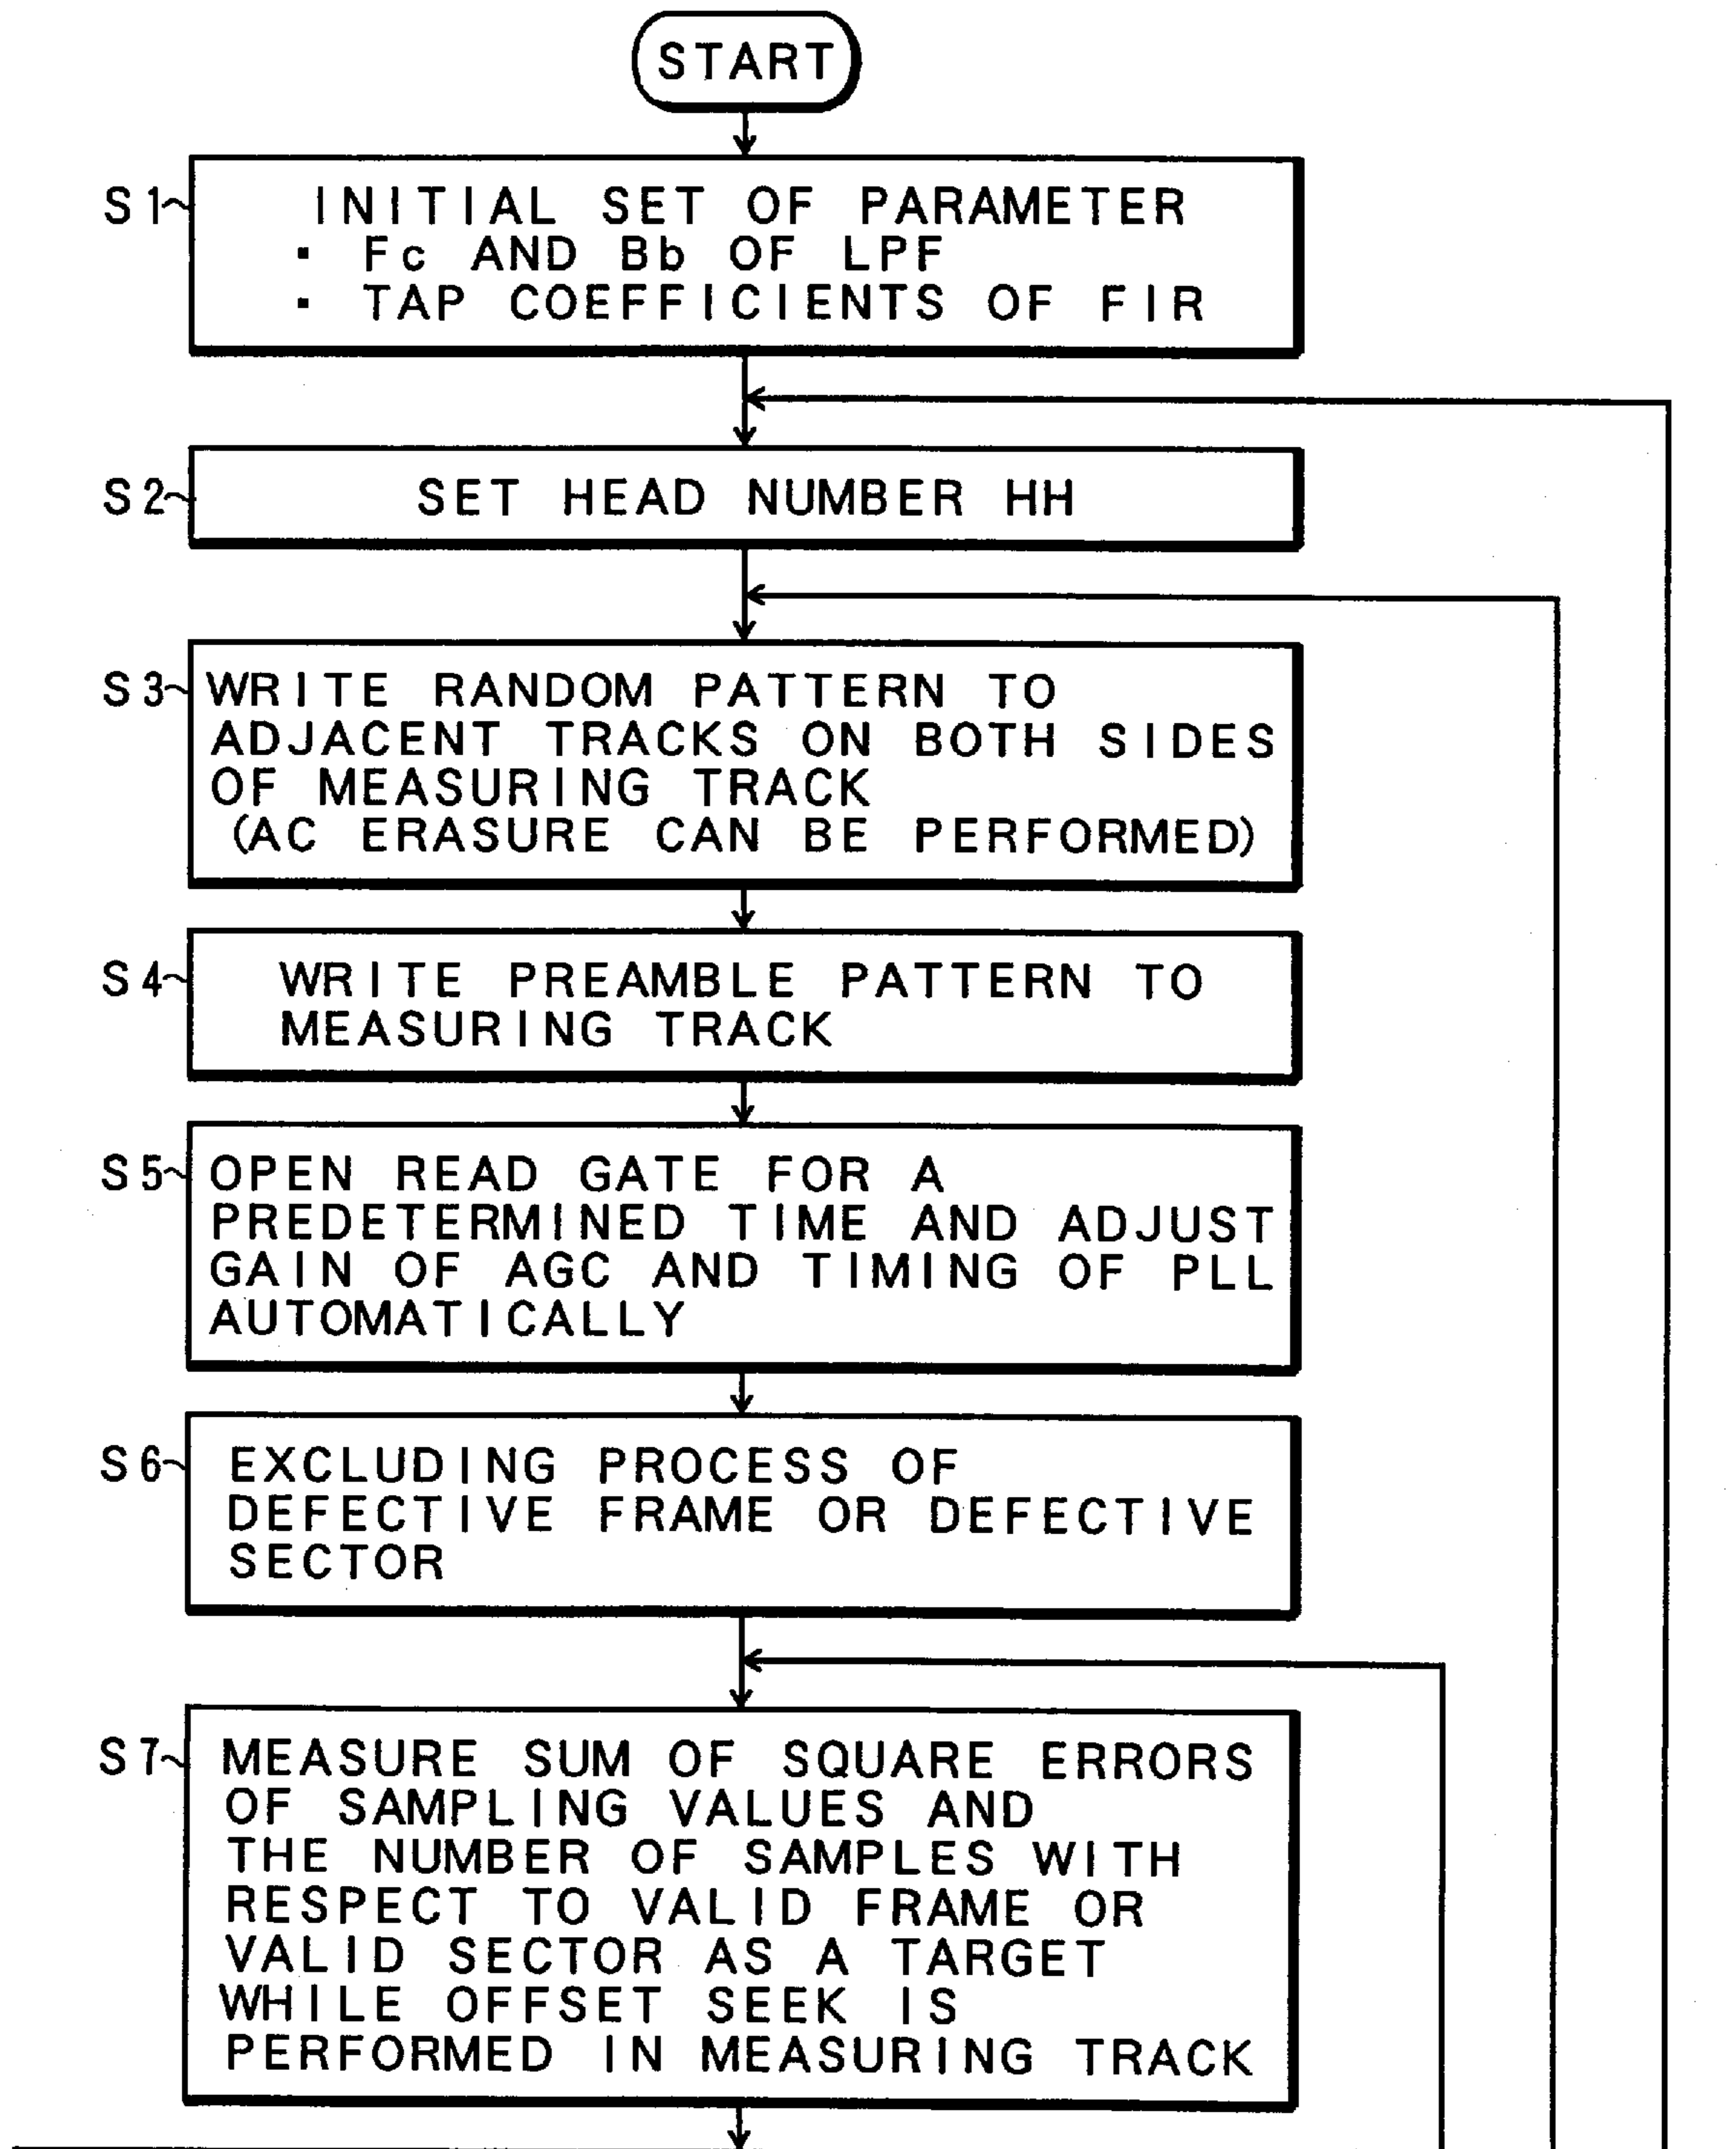 START
S1 INITIAL SET OF PARAMETER
· Fc AND Bb OF LPF
· TAP COEFFICIENTS OF FIR
S2 SET HEAD NUMBER HH
S3 WRITE RANDOM PATTERN TO
ADJACENT TRACKS ON BOTH SIDES
OF MEASURING TRACK
(AC ERASURE CAN BE PERFORMED)
S4 WRITE PREAMBLE PATTERN TO
MEASURING TRACK
S5 OPEN READ GATE FOR A
PREDETERMINED TIME AND ADJUST
GAIN OF AGC AND TIMING OF PLL
AUTOMATICALLY
S6 EXCLUDING PROCESS OF
DEFECTIVE FRAME OR DEFECTIVE
SECTOR
S7 MEASURE SUM OF SQUARE ERRORS
OF SAMPLING VALUES AND
THE NUMBER OF SAMPLES WITH
RESPECT TO VALID FRAME OR
VALID SECTOR AS A TARGET
WHILE OFFSET SEEK IS
PERFORMED IN MEASURING TRACK